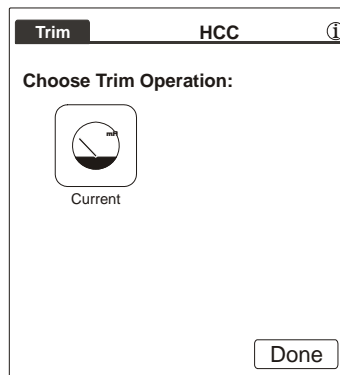 Trim HCC i
Choose Trim Operation:
mA
Current
Done